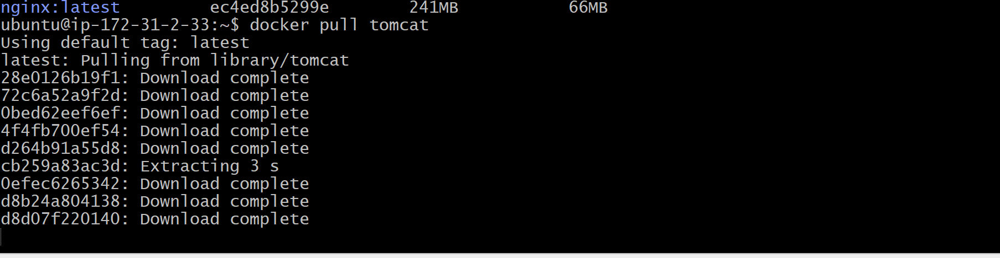 nginx:latest ec4ed8b5299e 241MB 66MB
ubuntu@ip-172-31-2-33:~$ docker pull tomcat
Using default tag: latest
latest: Pulling from library/tomcat
28e0126b19f1: Download complete
72c6a52a9f2d: Download complete
0bed62eef6ef: Download complete
4f4fb700ef54: Download complete
d264b91a55d8: Download complete
cb259a83ac3d: Extracting 3 s
0efec6265342: Download complete
d8b24a804138: Download complete
d8d07f220140: Download complete